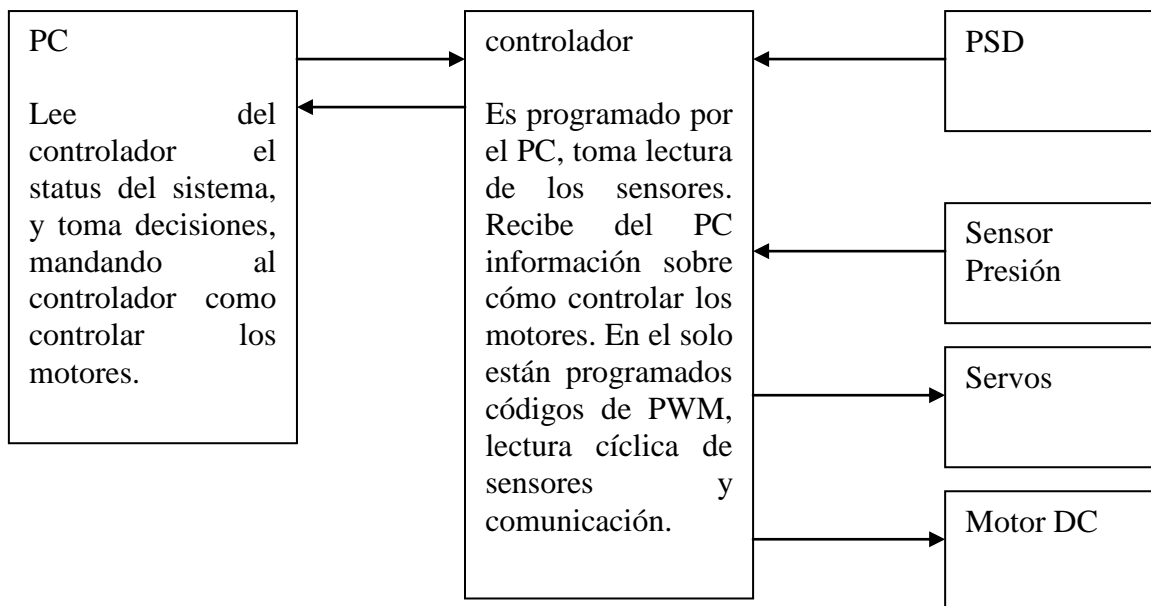 PC
Lee del
controlador el
status del sistema,
y toma decisiones,
mandando al
controlador como
controlar los
motores.
controlador
Es programado por
el PC, toma lectura
de los sensores.
Recibe del PC
información sobre
cómo controlar los
motores. En el solo
están programados
códigos de PWM,
lectura cíclica de
sensores y
comunicación.
PSD
Sensor
Presión
Servos
Motor DC